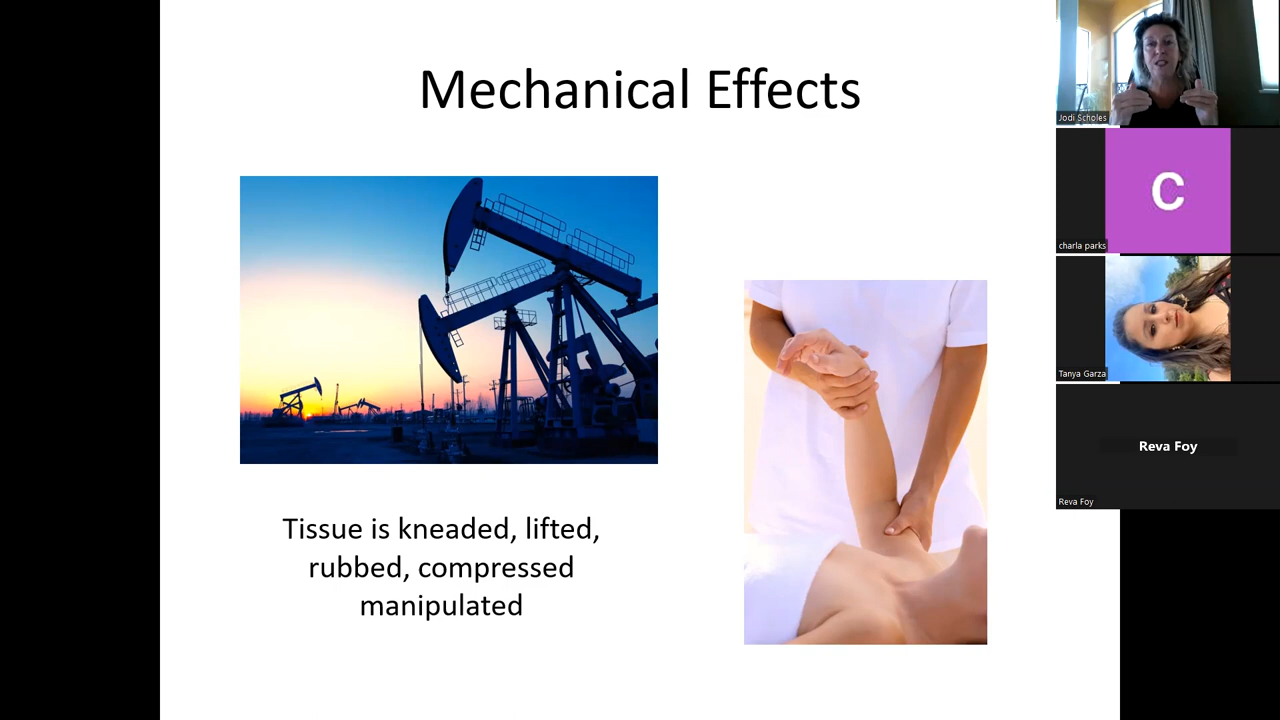 Mechanical Effects
Tissue is kneaded, lifted,
rubbed, compressed
manipulated
Jodi Scholes
C
charla parks
Tanya Garza
Reva Foy
Reva Foy